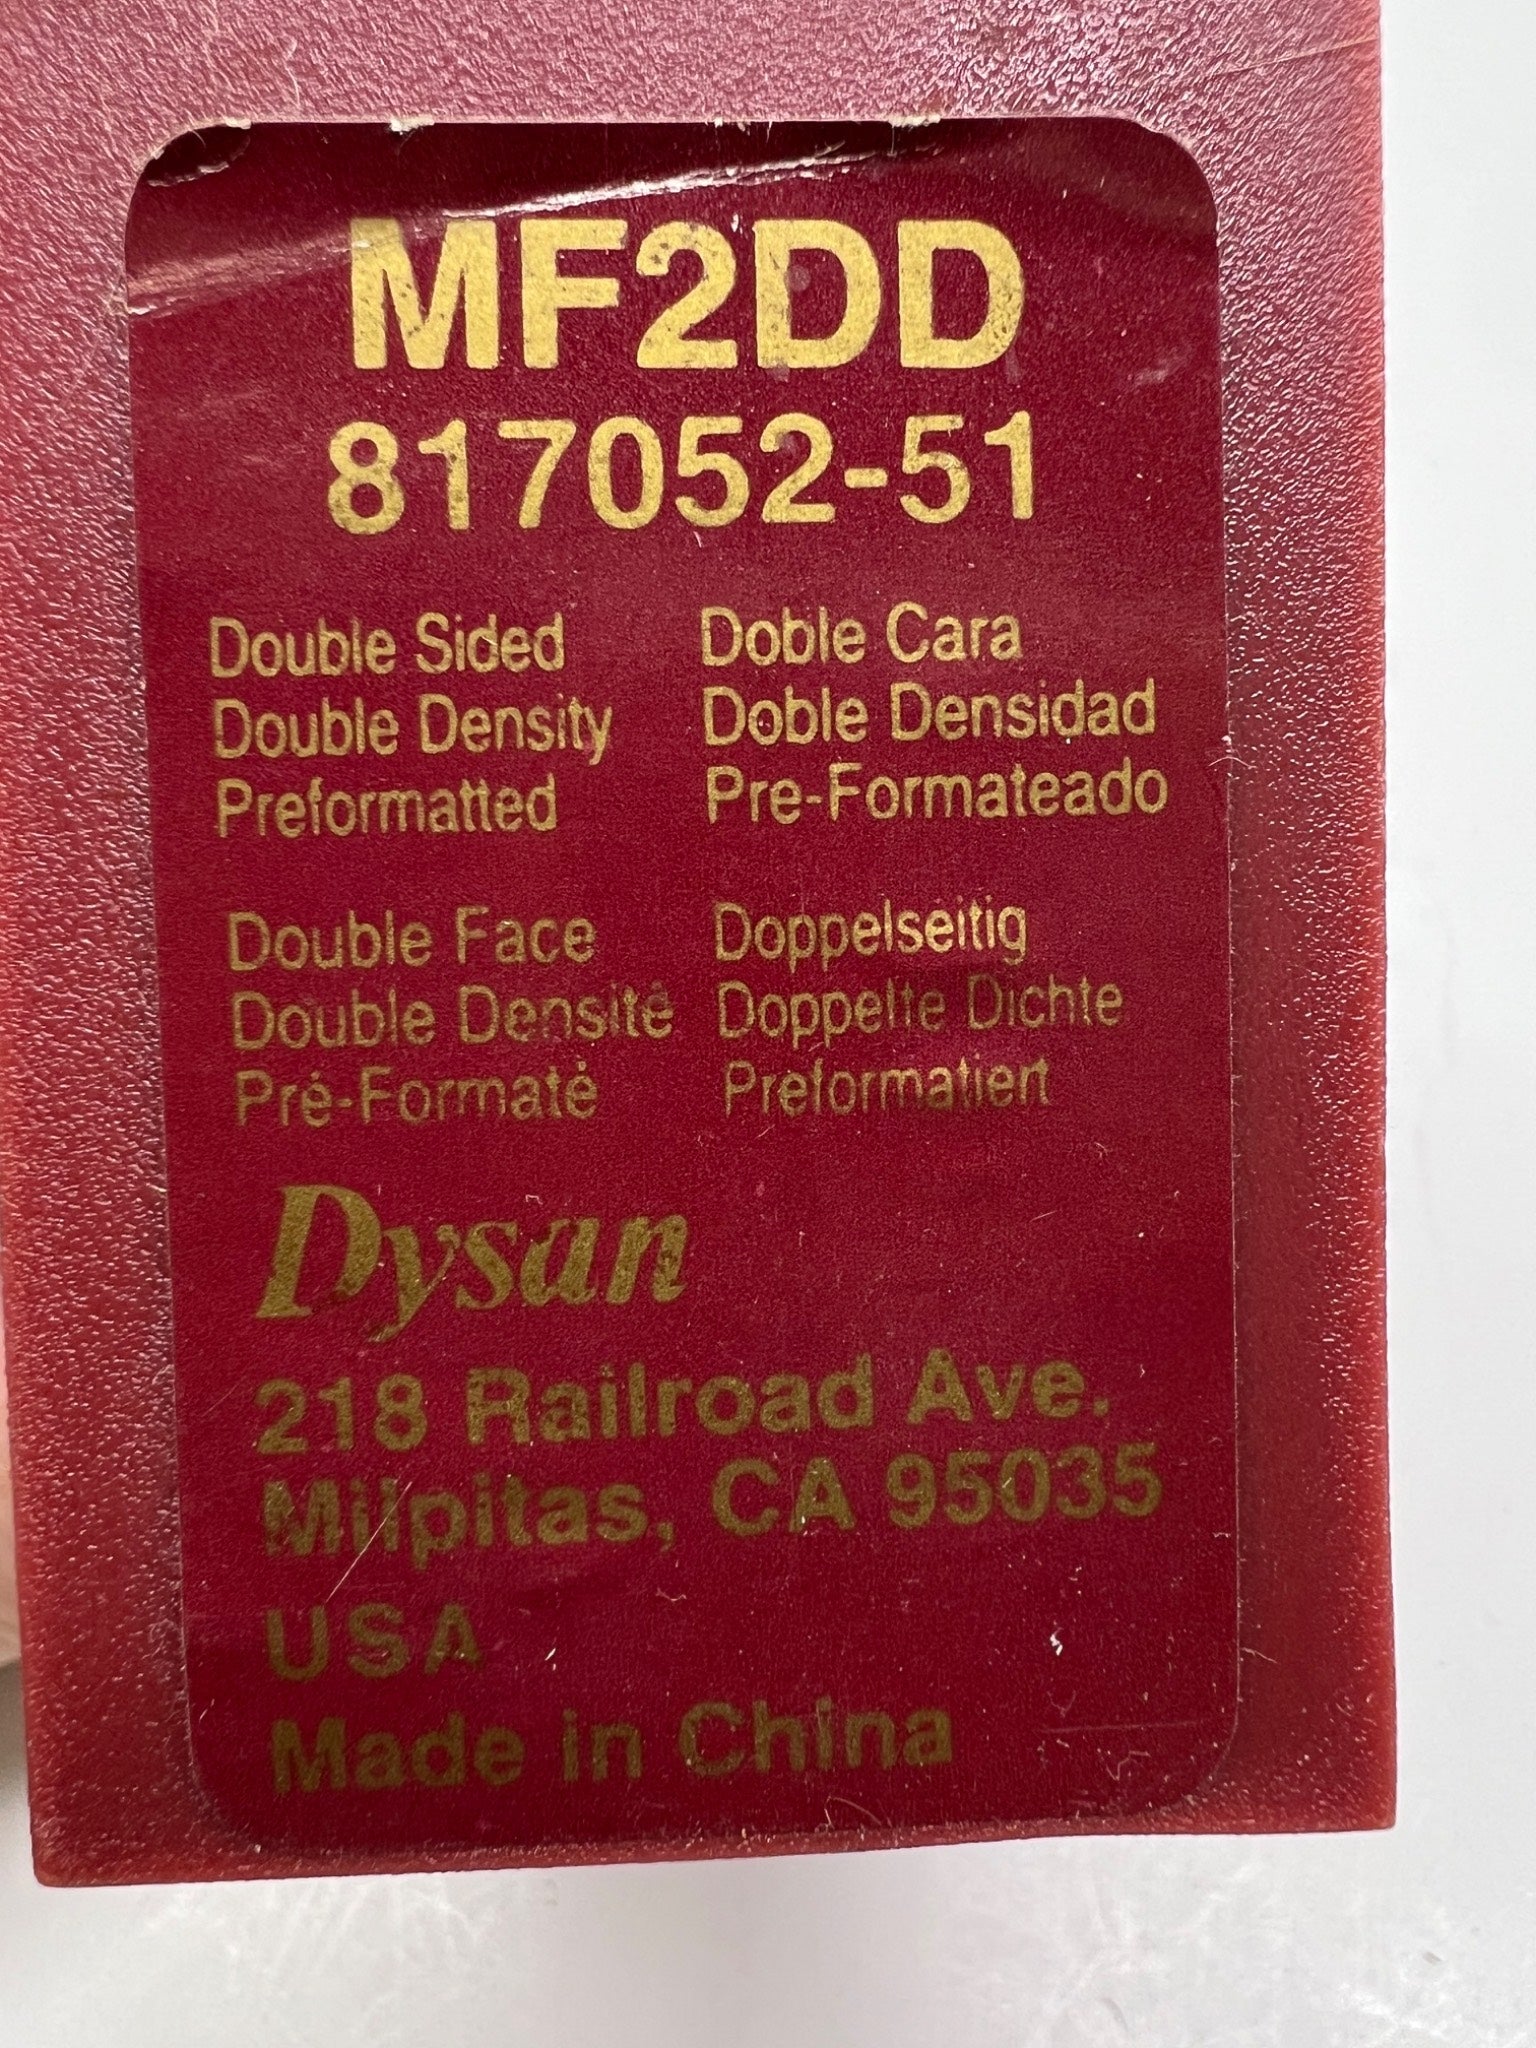 MF2DD
817052-51
Double Sided
Double Density
Preformatted
Doble Cara
Doble Densidad
Pre-Formateado
Double Face
Double Densité
Pré-Formaté
Doppelseitig
Doppelte Dichte
Preformatiert
Dysan
218 Railroad Ave.
Milpitas, CA 95035
USA
Made in China